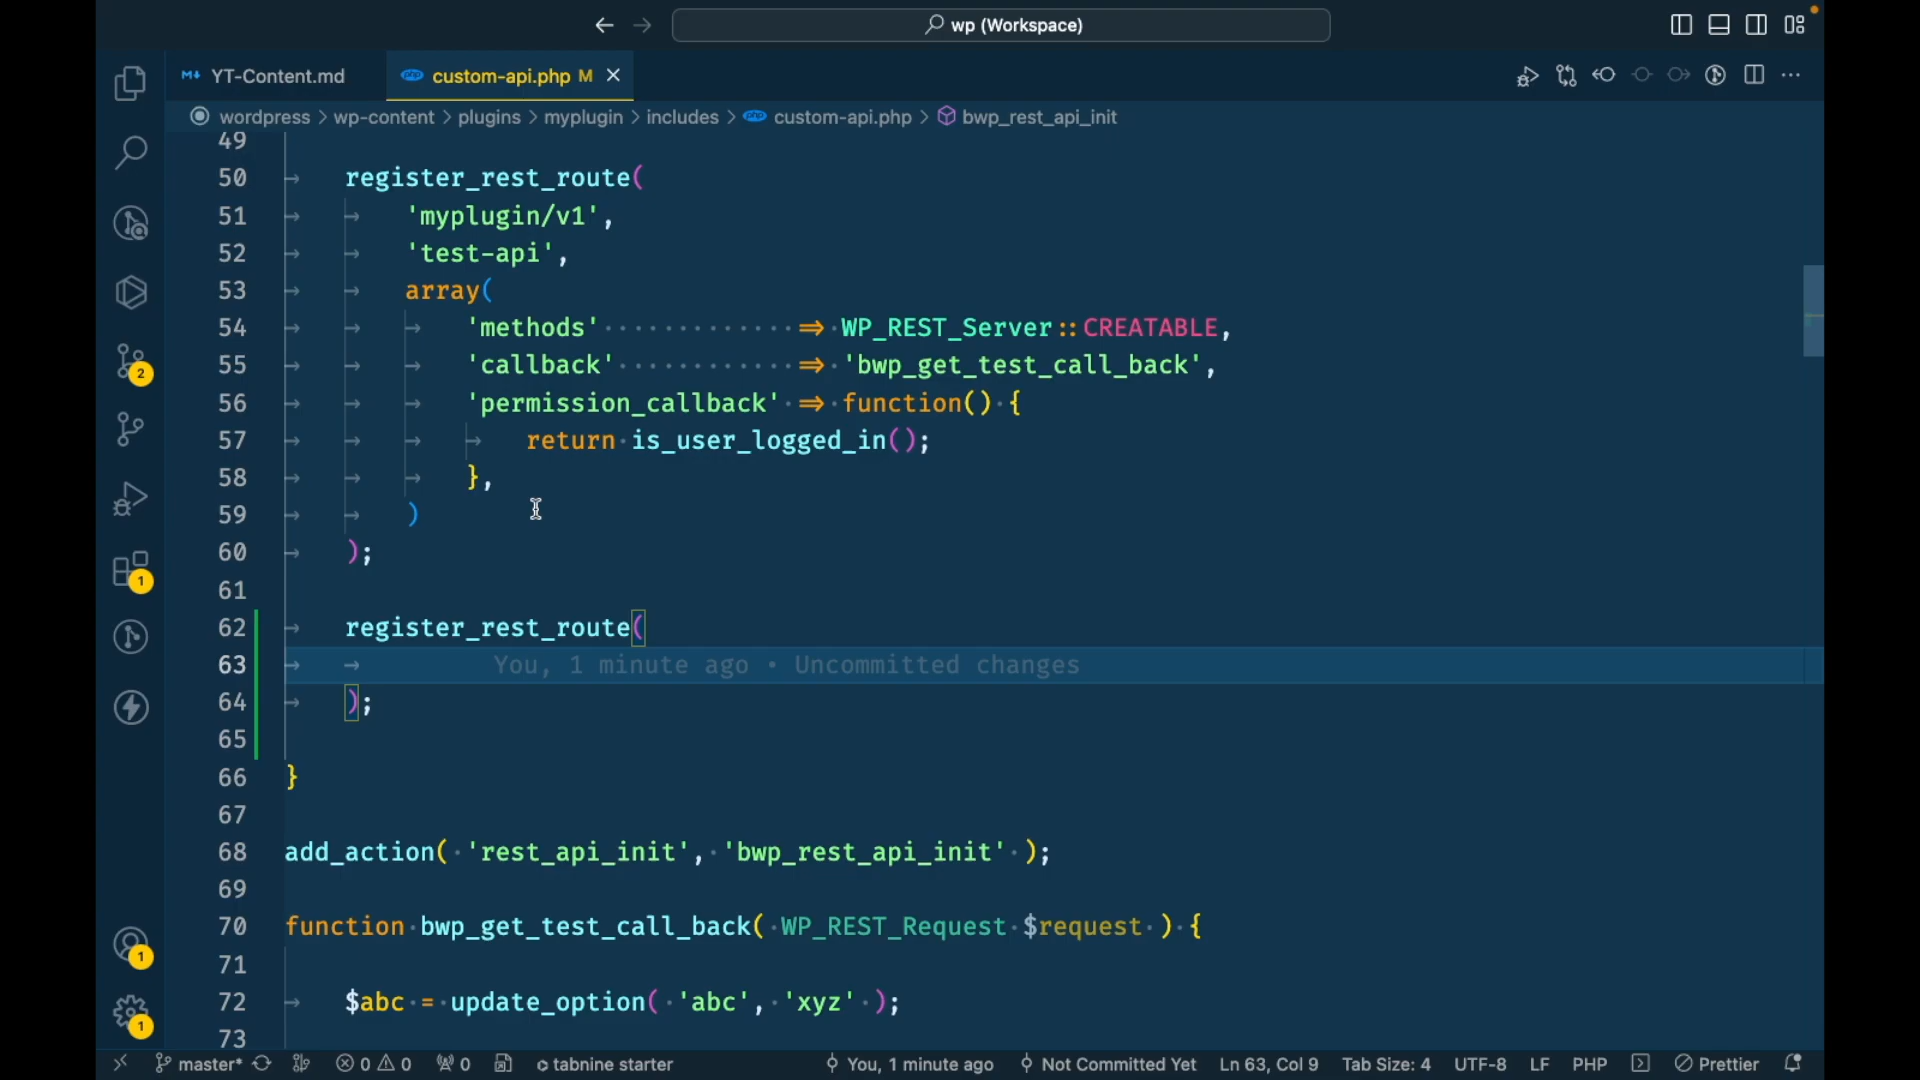 wp (Workspace)
YT-Content.md
custom-api.php M
wordpress > wp-content > plugins > myplugin > includes > custom-api.php > bwp_rest_api_init
49
50 register_rest_route(
51 'myplugin/v1',
52 'test-api',
53 array(
54 'methods' => WP_REST_Server::CREATABLE,
55 'callback' => 'bwp_get_test_call_back',
56 'permission_callback' => function() {
57 return is_user_logged_in();
58 },
59 )
60 );
61
62 register_rest_route(
63 You, 1 minute ago • Uncommitted changes
64 );
65
66 }
67
68 add_action( 'rest_api_init', 'bwp_rest_api_init' );
69
70 function bwp_get_test_call_back( WP_REST_Request $request ) {
71
72 $abc = update_option( 'abc', 'xyz' );
73
2
1
1
1
master* 0 0 0 tabnine starter You, 1 minute ago Not Committed Yet Ln 63, Col 9 Tab Size: 4 UTF-8 LF PHP Prettier